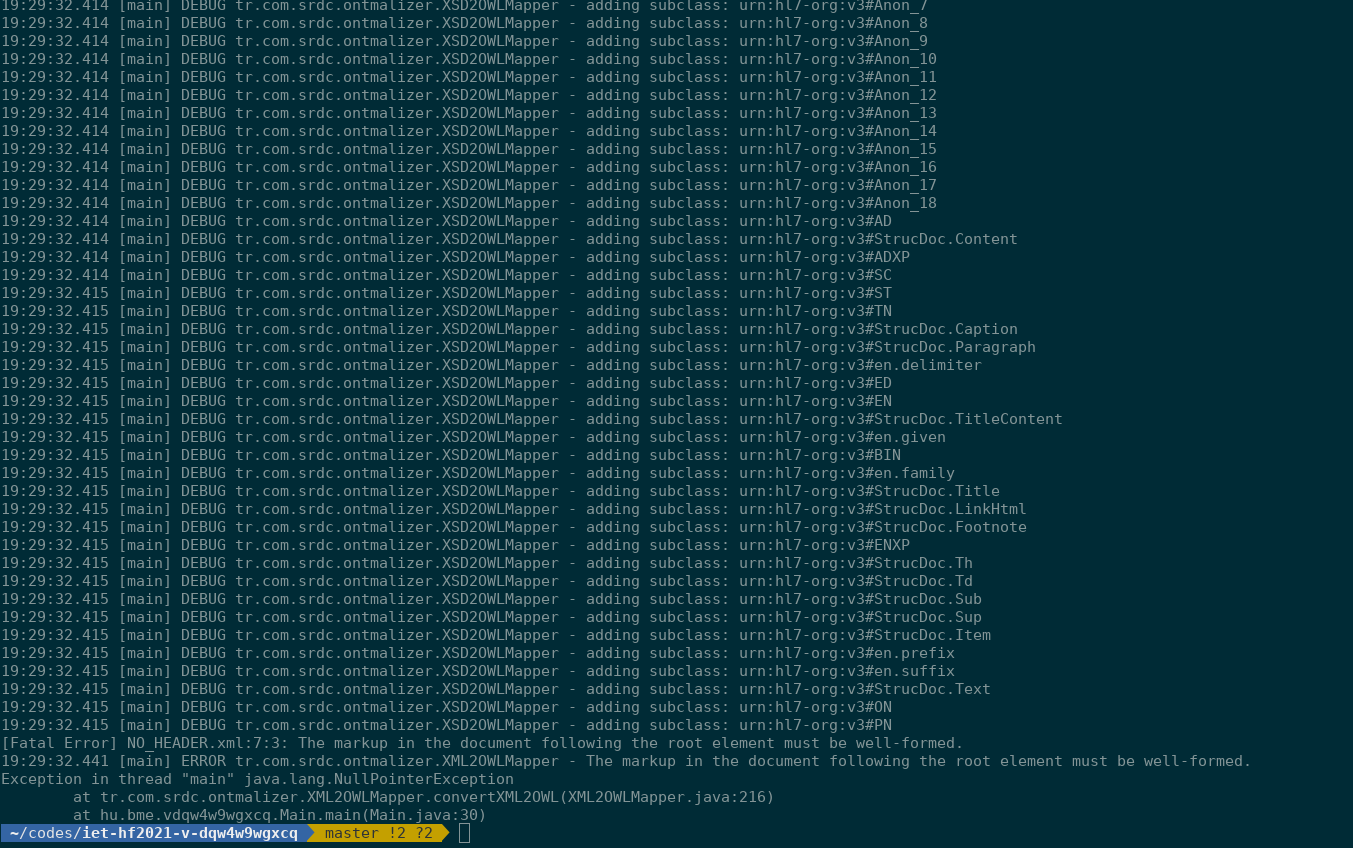 19:29:32.414 [main] DEBUG tr.com.srdc.ontmalizer.XSD2OWLMapper - adding subclass: urn:hl7-org:v3#Anon_7
19:29:32.414 [main] DEBUG tr.com.srdc.ontmalizer.XSD2OWLMapper - adding subclass: urn:hl7-org:v3#Anon_8
19:29:32.414 [main] DEBUG tr.com.srdc.ontmalizer.XSD2OWLMapper - adding subclass: urn:hl7-org:v3#Anon_9
19:29:32.414 [main] DEBUG tr.com.srdc.ontmalizer.XSD2OWLMapper - adding subclass: urn:hl7-org:v3#Anon_10
19:29:32.414 [main] DEBUG tr.com.srdc.ontmalizer.XSD2OWLMapper - adding subclass: urn:hl7-org:v3#Anon_11
19:29:32.414 [main] DEBUG tr.com.srdc.ontmalizer.XSD2OWLMapper - adding subclass: urn:hl7-org:v3#Anon_12
19:29:32.414 [main] DEBUG tr.com.srdc.ontmalizer.XSD2OWLMapper - adding subclass: urn:hl7-org:v3#Anon_13
19:29:32.414 [main] DEBUG tr.com.srdc.ontmalizer.XSD2OWLMapper - adding subclass: urn:hl7-org:v3#Anon_14
19:29:32.414 [main] DEBUG tr.com.srdc.ontmalizer.XSD2OWLMapper - adding subclass: urn:hl7-org:v3#Anon_15
19:29:32.414 [main] DEBUG tr.com.srdc.ontmalizer.XSD2OWLMapper - adding subclass: urn:hl7-org:v3#Anon_16
19:29:32.414 [main] DEBUG tr.com.srdc.ontmalizer.XSD2OWLMapper - adding subclass: urn:hl7-org:v3#Anon_17
19:29:32.414 [main] DEBUG tr.com.srdc.ontmalizer.XSD2OWLMapper - adding subclass: urn:hl7-org:v3#Anon_18
19:29:32.414 [main] DEBUG tr.com.srdc.ontmalizer.XSD2OWLMapper - adding subclass: urn:hl7-org:v3#AD
19:29:32.414 [main] DEBUG tr.com.srdc.ontmalizer.XSD2OWLMapper - adding subclass: urn:hl7-org:v3#StrucDoc.Content
19:29:32.414 [main] DEBUG tr.com.srdc.ontmalizer.XSD2OWLMapper - adding subclass: urn:hl7-org:v3#ADXP
19:29:32.414 [main] DEBUG tr.com.srdc.ontmalizer.XSD2OWLMapper - adding subclass: urn:hl7-org:v3#SC
19:29:32.415 [main] DEBUG tr.com.srdc.ontmalizer.XSD2OWLMapper - adding subclass: urn:hl7-org:v3#ST
19:29:32.415 [main] DEBUG tr.com.srdc.ontmalizer.XSD2OWLMapper - adding subclass: urn:hl7-org:v3#TN
19:29:32.415 [main] DEBUG tr.com.srdc.ontmalizer.XSD2OWLMapper - adding subclass: urn:hl7-org:v3#StrucDoc.Caption
19:29:32.415 [main] DEBUG tr.com.srdc.ontmalizer.XSD2OWLMapper - adding subclass: urn:hl7-org:v3#StrucDoc.Paragraph
19:29:32.415 [main] DEBUG tr.com.srdc.ontmalizer.XSD2OWLMapper - adding subclass: urn:hl7-org:v3#en.delimiter
19:29:32.415 [main] DEBUG tr.com.srdc.ontmalizer.XSD2OWLMapper - adding subclass: urn:hl7-org:v3#ED
19:29:32.415 [main] DEBUG tr.com.srdc.ontmalizer.XSD2OWLMapper - adding subclass: urn:hl7-org:v3#EN
19:29:32.415 [main] DEBUG tr.com.srdc.ontmalizer.XSD2OWLMapper - adding subclass: urn:hl7-org:v3#StrucDoc.TitleContent
19:29:32.415 [main] DEBUG tr.com.srdc.ontmalizer.XSD2OWLMapper - adding subclass: urn:hl7-org:v3#en.given
19:29:32.415 [main] DEBUG tr.com.srdc.ontmalizer.XSD2OWLMapper - adding subclass: urn:hl7-org:v3#BIN
19:29:32.415 [main] DEBUG tr.com.srdc.ontmalizer.XSD2OWLMapper - adding subclass: urn:hl7-org:v3#en.family
19:29:32.415 [main] DEBUG tr.com.srdc.ontmalizer.XSD2OWLMapper - adding subclass: urn:hl7-org:v3#StrucDoc.Title
19:29:32.415 [main] DEBUG tr.com.srdc.ontmalizer.XSD2OWLMapper - adding subclass: urn:hl7-org:v3#StrucDoc.LinkHtml
19:29:32.415 [main] DEBUG tr.com.srdc.ontmalizer.XSD2OWLMapper - adding subclass: urn:hl7-org:v3#StrucDoc.Footnote
19:29:32.415 [main] DEBUG tr.com.srdc.ontmalizer.XSD2OWLMapper - adding subclass: urn:hl7-org:v3#ENXP
19:29:32.415 [main] DEBUG tr.com.srdc.ontmalizer.XSD2OWLMapper - adding subclass: urn:hl7-org:v3#StrucDoc.Th
19:29:32.415 [main] DEBUG tr.com.srdc.ontmalizer.XSD2OWLMapper - adding subclass: urn:hl7-org:v3#StrucDoc.Td
19:29:32.415 [main] DEBUG tr.com.srdc.ontmalizer.XSD2OWLMapper - adding subclass: urn:hl7-org:v3#StrucDoc.Sub
19:29:32.415 [main] DEBUG tr.com.srdc.ontmalizer.XSD2OWLMapper - adding subclass: urn:hl7-org:v3#StrucDoc.Sup
19:29:32.415 [main] DEBUG tr.com.srdc.ontmalizer.XSD2OWLMapper - adding subclass: urn:hl7-org:v3#StrucDoc.Item
19:29:32.415 [main] DEBUG tr.com.srdc.ontmalizer.XSD2OWLMapper - adding subclass: urn:hl7-org:v3#en.prefix
19:29:32.415 [main] DEBUG tr.com.srdc.ontmalizer.XSD2OWLMapper - adding subclass: urn:hl7-org:v3#en.suffix
19:29:32.415 [main] DEBUG tr.com.srdc.ontmalizer.XSD2OWLMapper - adding subclass: urn:hl7-org:v3#StrucDoc.Text
19:29:32.415 [main] DEBUG tr.com.srdc.ontmalizer.XSD2OWLMapper - adding subclass: urn:hl7-org:v3#ON
19:29:32.415 [main] DEBUG tr.com.srdc.ontmalizer.XSD2OWLMapper - adding subclass: urn:hl7-org:v3#PN
[Fatal Error] NO_HEADER.xml:7:3: The markup in the document following the root element must be well-formed.
19:29:32.441 [main] ERROR tr.com.srdc.ontmalizer.XML2OWLMapper - The markup in the document following the root element must be well-formed.
Exception in thread "main" java.lang.NullPointerException
        at tr.com.srdc.ontmalizer.XML2OWLMapper.convertXML2OWL(XML2OWLMapper.java:216)
        at hu.bme.vdqw4w9wgxcq.Main.main(Main.java:30)
~/codes/iet-hf2021-v-dqw4w9wgxcq master !2 ?2